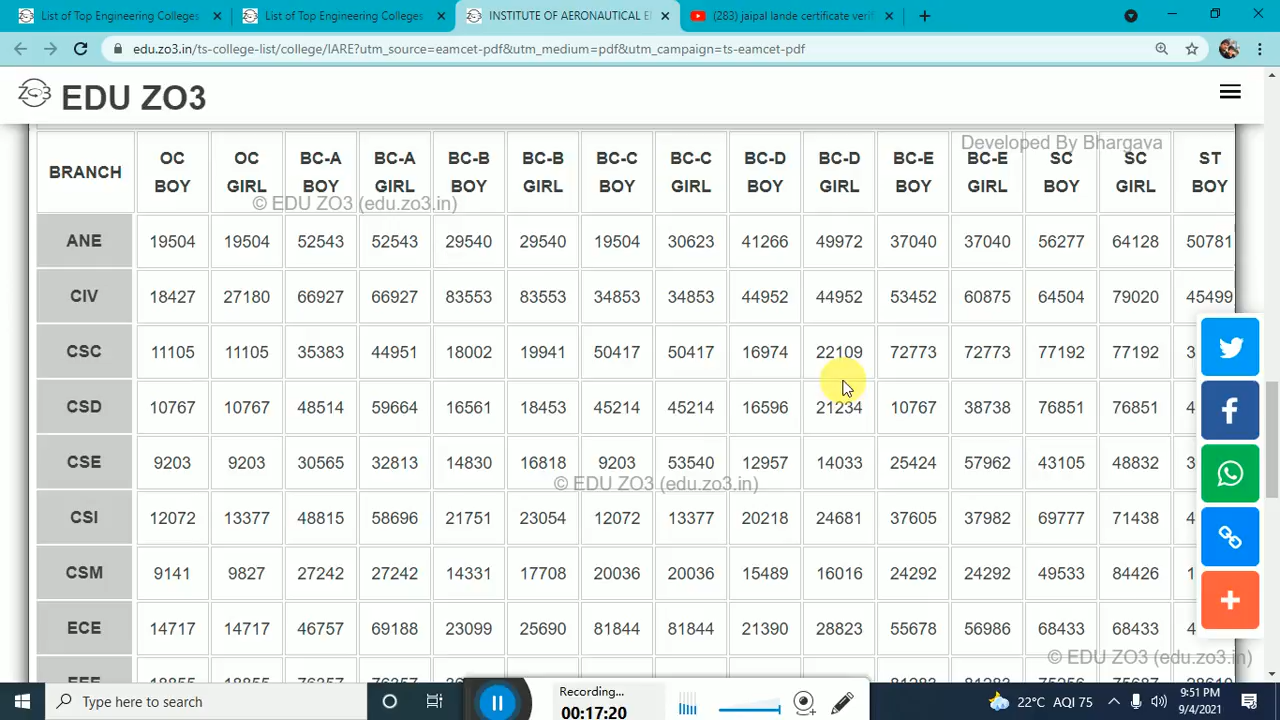 List of Top Engineering Colleges
List of Top Engineering Colleges
INSTITUTE OF AERONAUTICAL E
(283) jaipal lande certificate verif
edu.zo3.in/ts-college-list/college/IARE?utm_source=eamcet-pdf&utm_medium=pdf&utm_campaign=ts-eamcet-pdf
ZO3 EDU ZO3
Developed By Bhargava
BRANCH OC BOY OC GIRL BC-A BOY BC-A GIRL BC-B BOY BC-B GIRL BC-C BOY BC-C GIRL BC-D BOY BC-D GIRL BC-E BOY BC-E GIRL SC BOY SC GIRL ST BOY
© EDU ZO3 (edu.zo3.in)
ANE 19504 19504 52543 52543 29540 29540 19504 30623 41266 49972 37040 37040 56277 64128 50781
CIV 18427 27180 66927 66927 83553 83553 34853 34853 44952 44952 53452 60875 64504 79020 45499
CSC 11105 11105 35383 44951 18002 19941 50417 50417 16974 22109 72773 72773 77192 77192 3
CSD 10767 10767 48514 59664 16561 18453 45214 45214 16596 21234 10767 38738 76851 76851 4
CSE 9203 9203 30565 32813 14830 16818 9203 53540 12957 14033 25424 57962 43105 48832 3
© EDU ZO3 (edu.zo3.in)
CSI 12072 13377 48815 58696 21751 23054 12072 13377 20218 24681 37605 37982 69777 71438 4
CSM 9141 9827 27242 27242 14331 17708 20036 20036 15489 16016 24292 24292 49533 84426 1
ECE 14717 14717 46757 69188 23099 25690 81844 81844 21390 28823 55678 56986 68433 68433 4
© EDU ZO3 (edu.zo3.in)
Type here to search
Recording...
00:17:20
22°C AQI 75
9:51 PM
9/4/2021